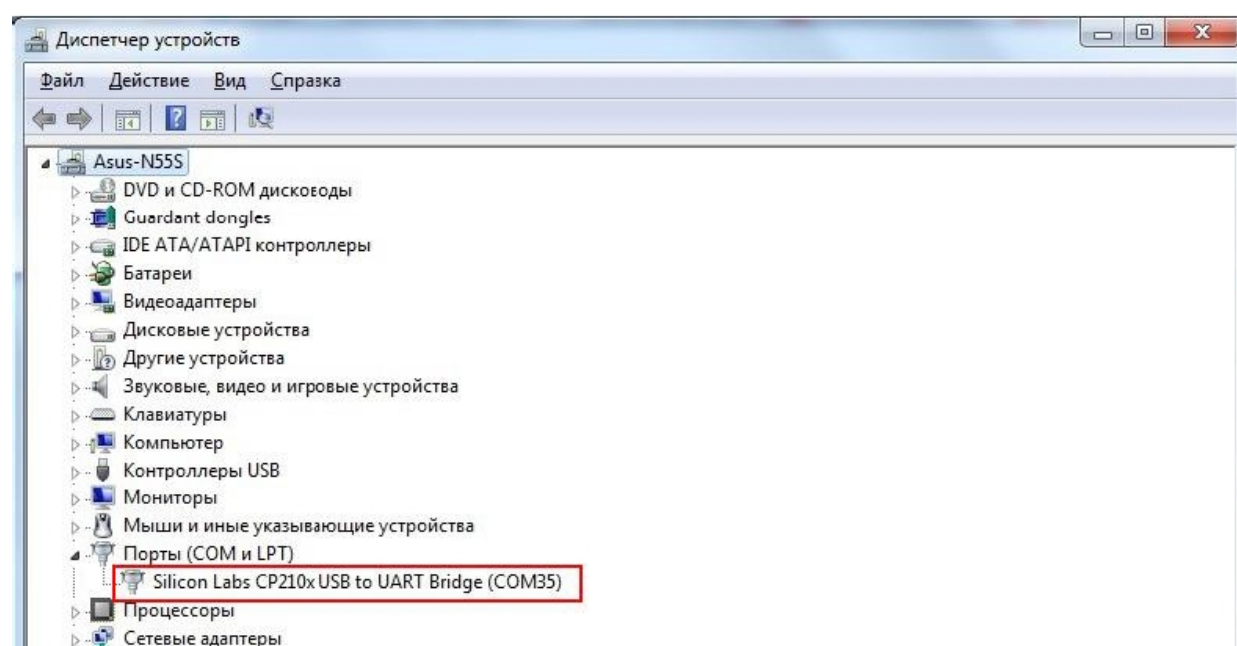 Диспетчер устройств
Файл Действие Вид Справка
Asus-N55S
DVD и CD-ROM дисководы
Guardant dongles
IDE ATA/ATAPI контроллеры
Батареи
Видеоадаптеры
Дисковые устройства
Другие устройства
Звуковые, видео и игровые устройства
Клавиатуры
Компьютер
Контроллеры USB
Мониторы
Мыши и иные указывающие устройства
Порты (COM и LPT)
Silicon Labs CP210x USB to UART Bridge (COM35)
Процессоры
Сетевые адаптеры